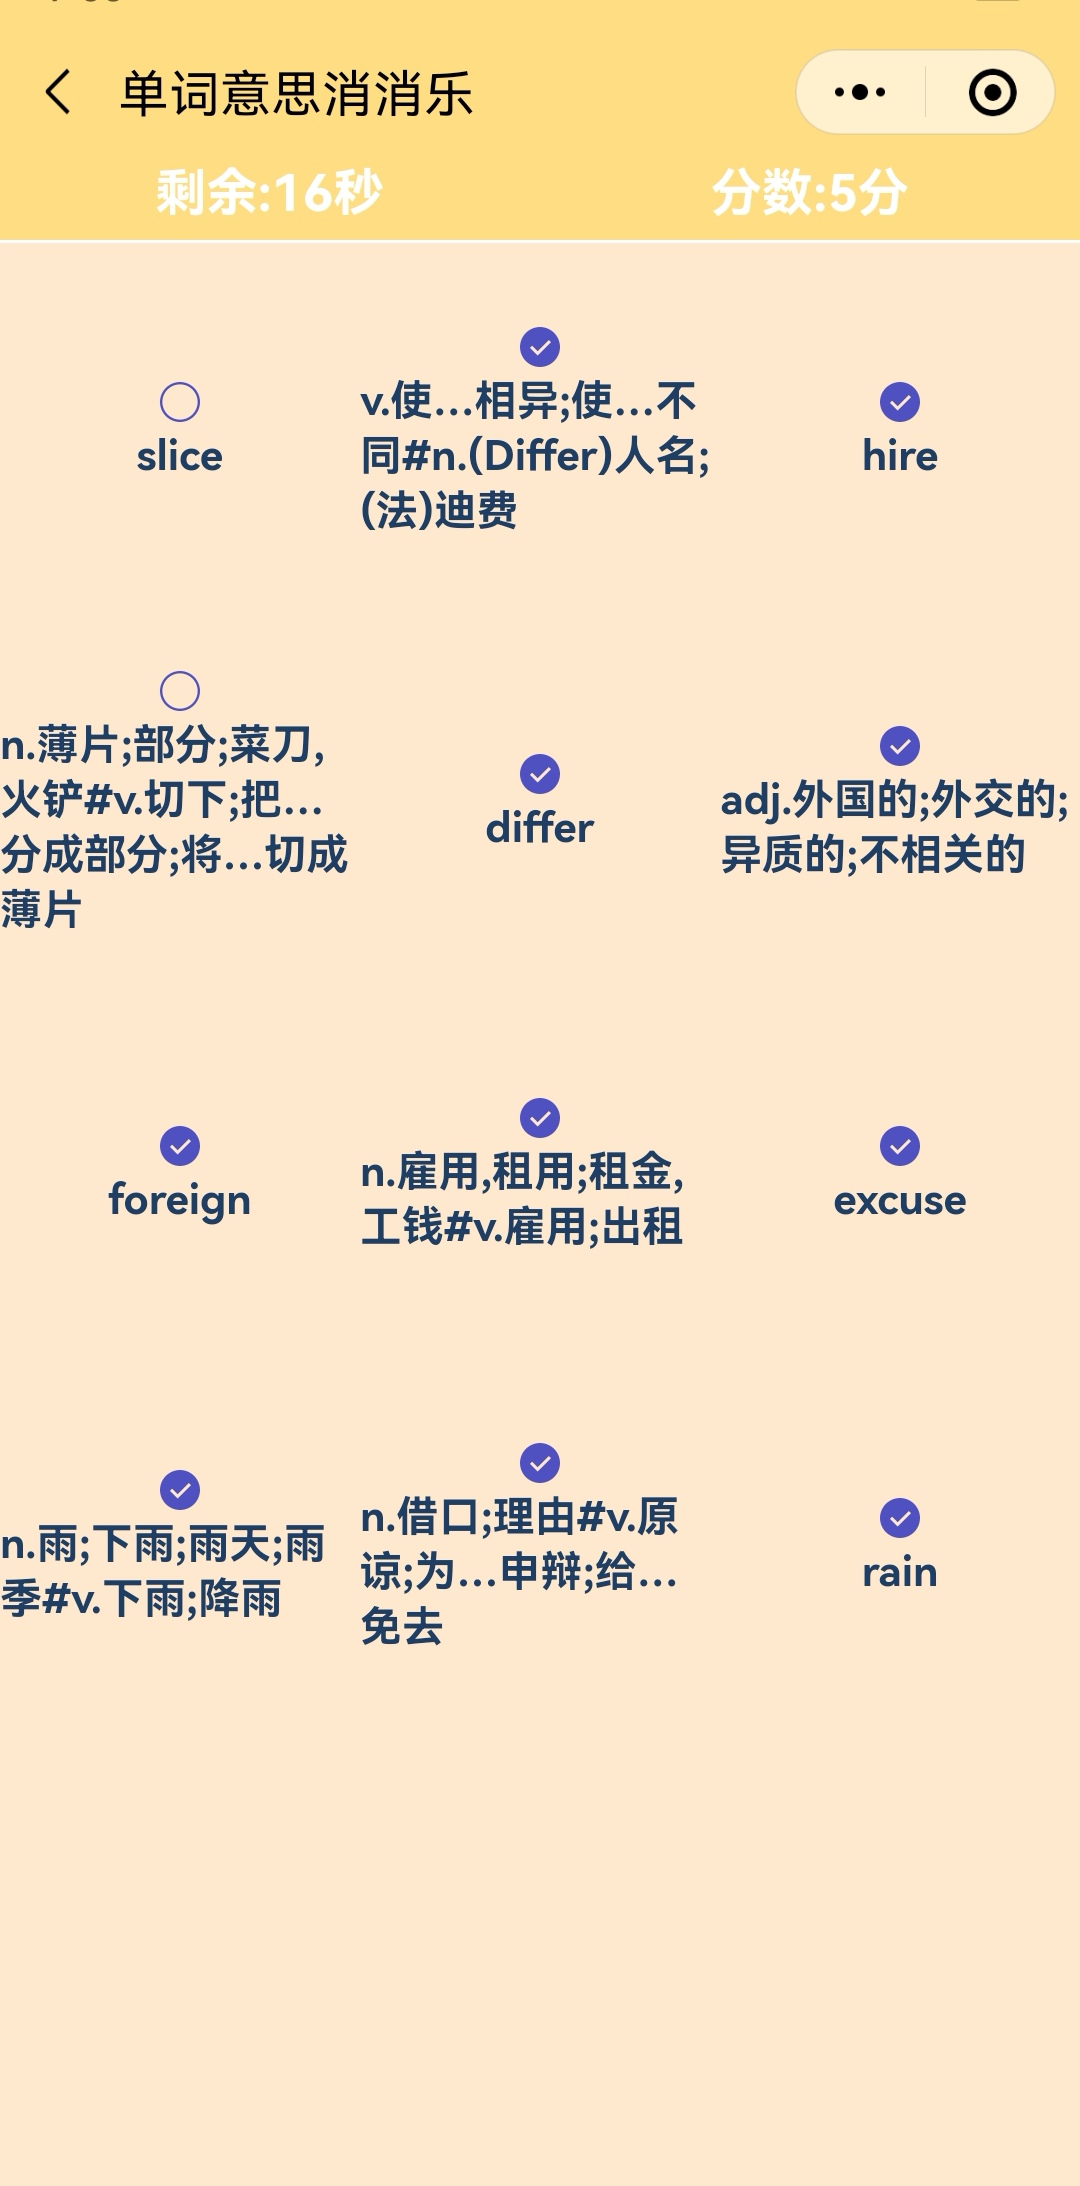 单词意思消消乐
剩余:16秒
分数:5分
slice
v.使...相异;使...不
同#n.(Differ)人名;
(法)迪费
hire
n.薄片;部分;菜刀,
火铲#v.切下;把...
分成部分;将...切成
薄片
differ
adj.外国的;外交的;
异质的;不相关的
foreign
n.雇用,租用;租金,
工钱#v.雇用;出租
excuse
n.雨;下雨;雨天;雨
季#v.下雨;降雨
n.借口;理由#v.原
谅;为...申辩;给...
免去
rain